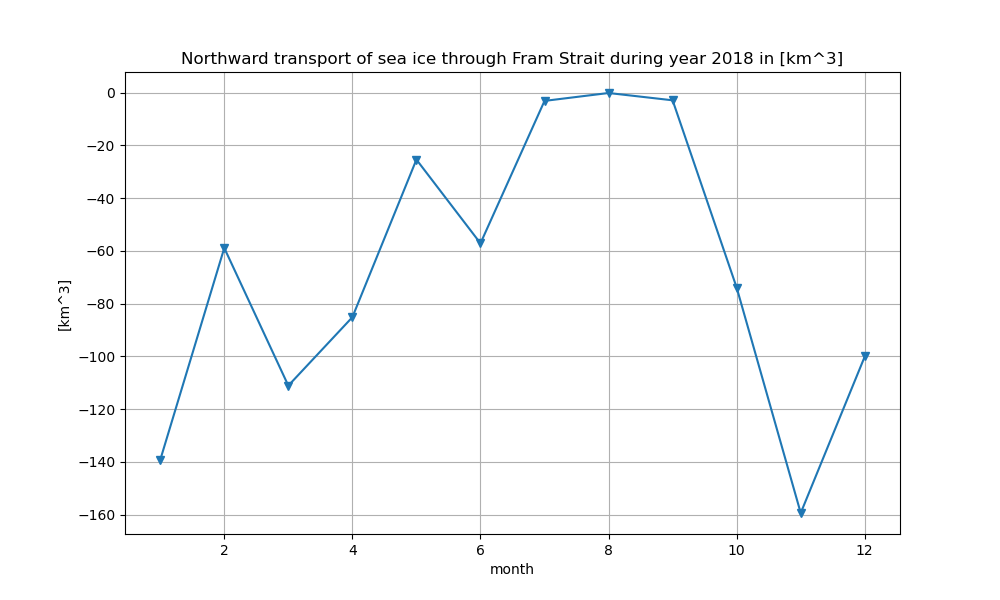 Northward transport of sea ice through Fram Strait during year 2018 in [km^3]
0
−20
−40
−60
−80
−100
−120
−140
−160
[km^3]
2 4 6 8 10 12
month